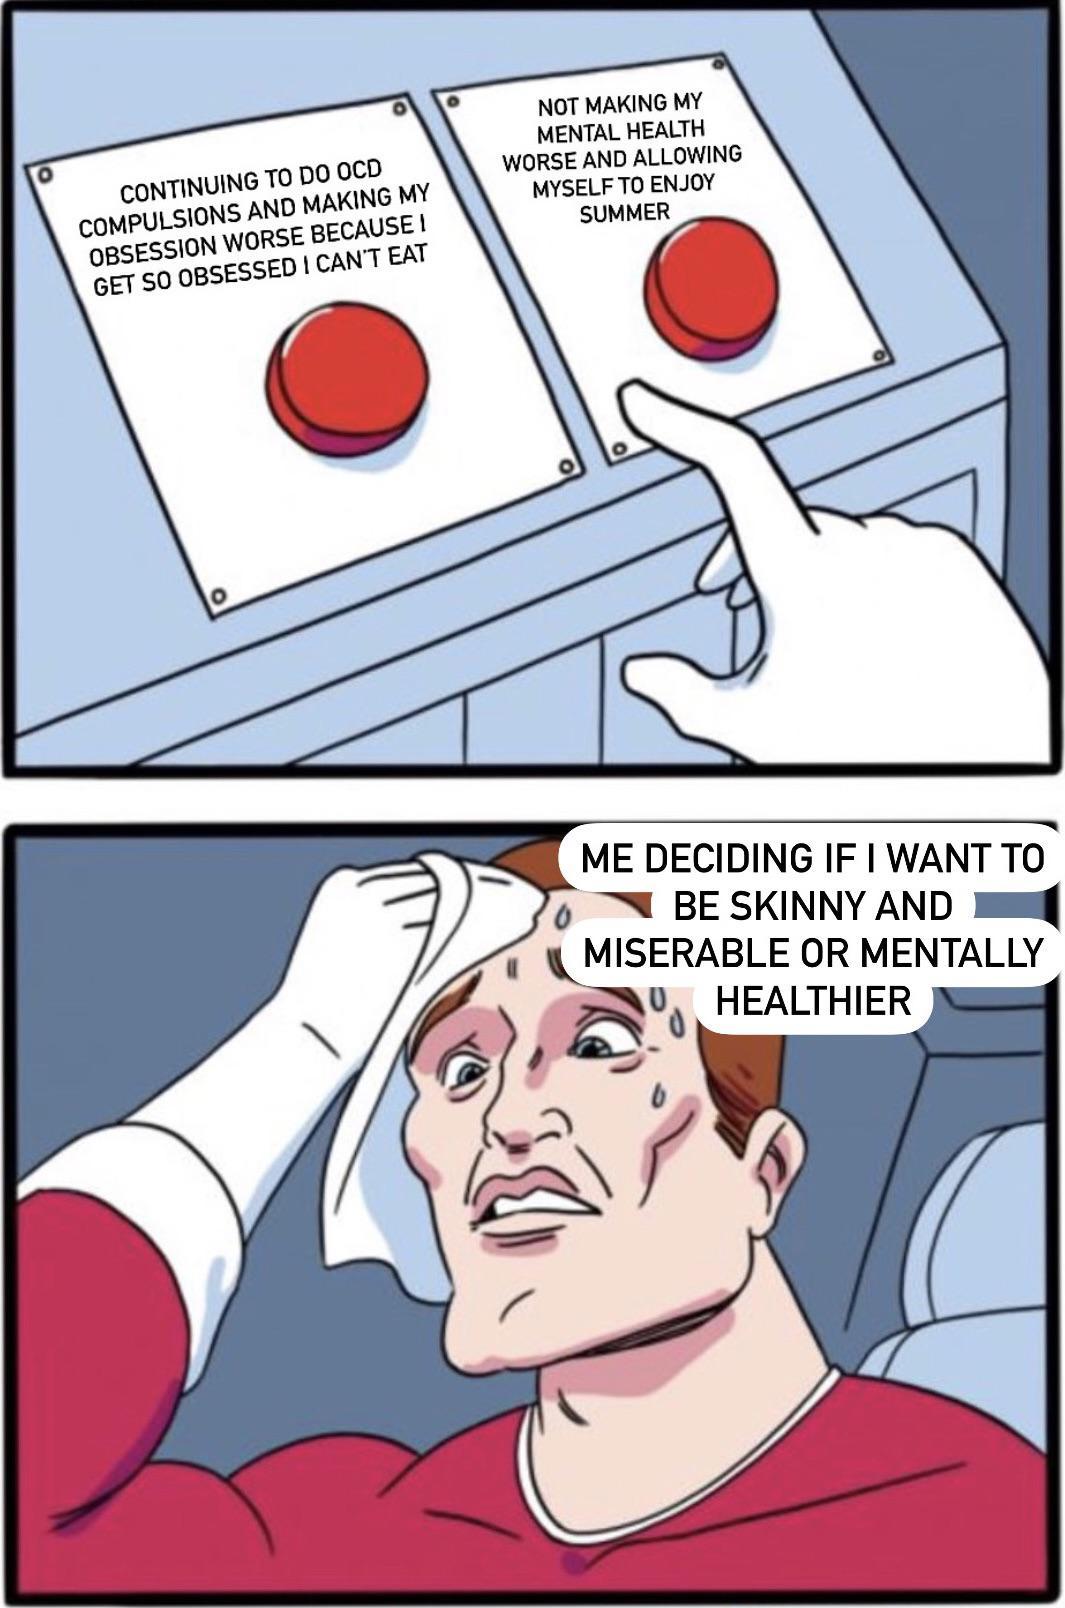 CONTINUING TO DO OCD
COMPULSIONS AND MAKING MY
OBSESSION WORSE BECAUSE I
GET SO OBSESSED I CAN'T EAT
NOT MAKING MY
MENTAL HEALTH
WORSE AND ALLOWING
MYSELF TO ENJOY
SUMMER
ME DECIDING IF I WANT TO
BE SKINNY AND
MISERABLE OR MENTALLY
HEALTHIER